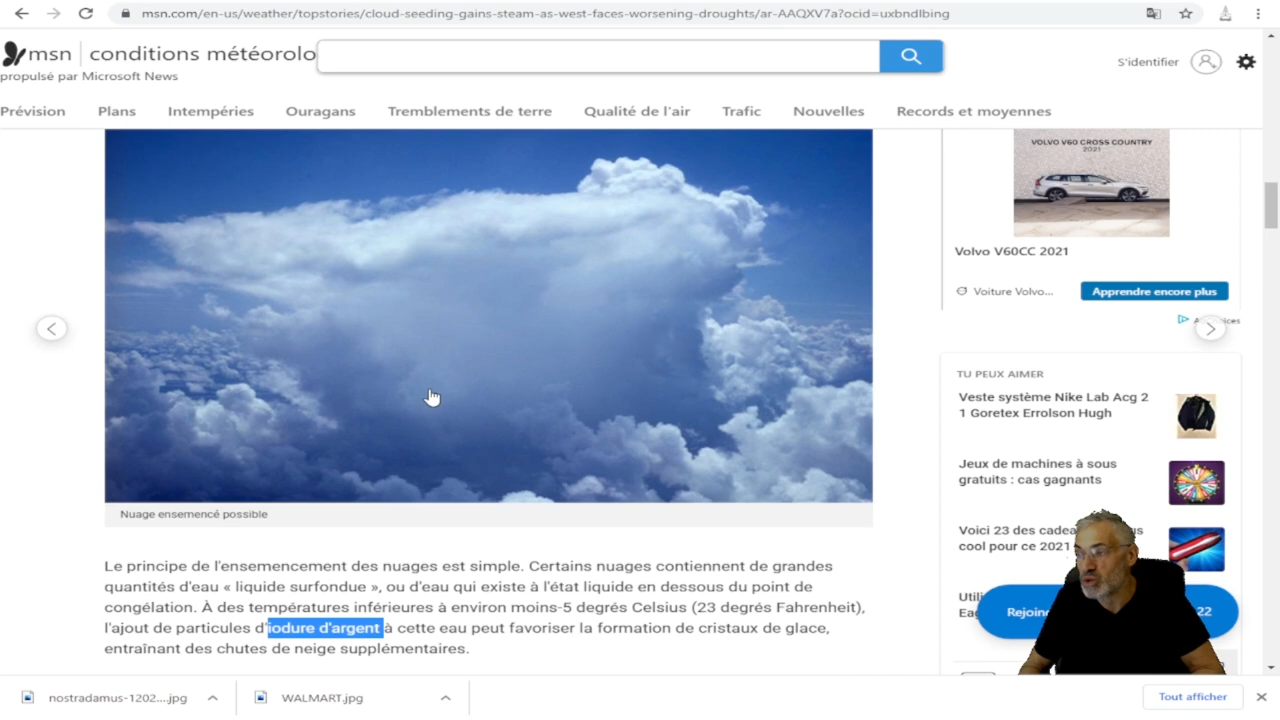 msn.com/en-us/weather/topstories/cloud-seeding-gains-steam-as-west-faces-worsening-droughts/ar-AAQXV7a?ocid=uxbndlbing
msn | conditions météorolo
propulsé par Microsoft News
S'identifier
Prévision Plans Intempéries Ouragans Tremblements de terre Qualité de l'air Trafic Nouvelles Records et moyennes
VOLVO V60 CROSS COUNTRY
2021
Volvo V60CC 2021
Voiture Volvo...
Apprendre encore plus
TU PEUX AIMER
Veste système Nike Lab Acg 2
1 Goretex Errolson Hugh
Jeux de machines à sous
gratuits : cas gagnants
Voici 23 des
cool pour ce 2021
Nuage ensemencé possible
Le principe de l'ensemencement des nuages est simple. Certains nuages contiennent de grandes
quantités d'eau « liquide surfondue », ou d'eau qui existe à l'état liquide en dessous du point de
congélation. À des températures inférieures à environ moins-5 degrés Celsius (23 degrés Fahrenheit),
l'ajout de particules d'iodure d'argent à cette eau peut favoriser la formation de cristaux de glace,
entraînant des chutes de neige supplémentaires.
22
nostradamus-1202....jpg
WALMART.jpg
Tout afficher